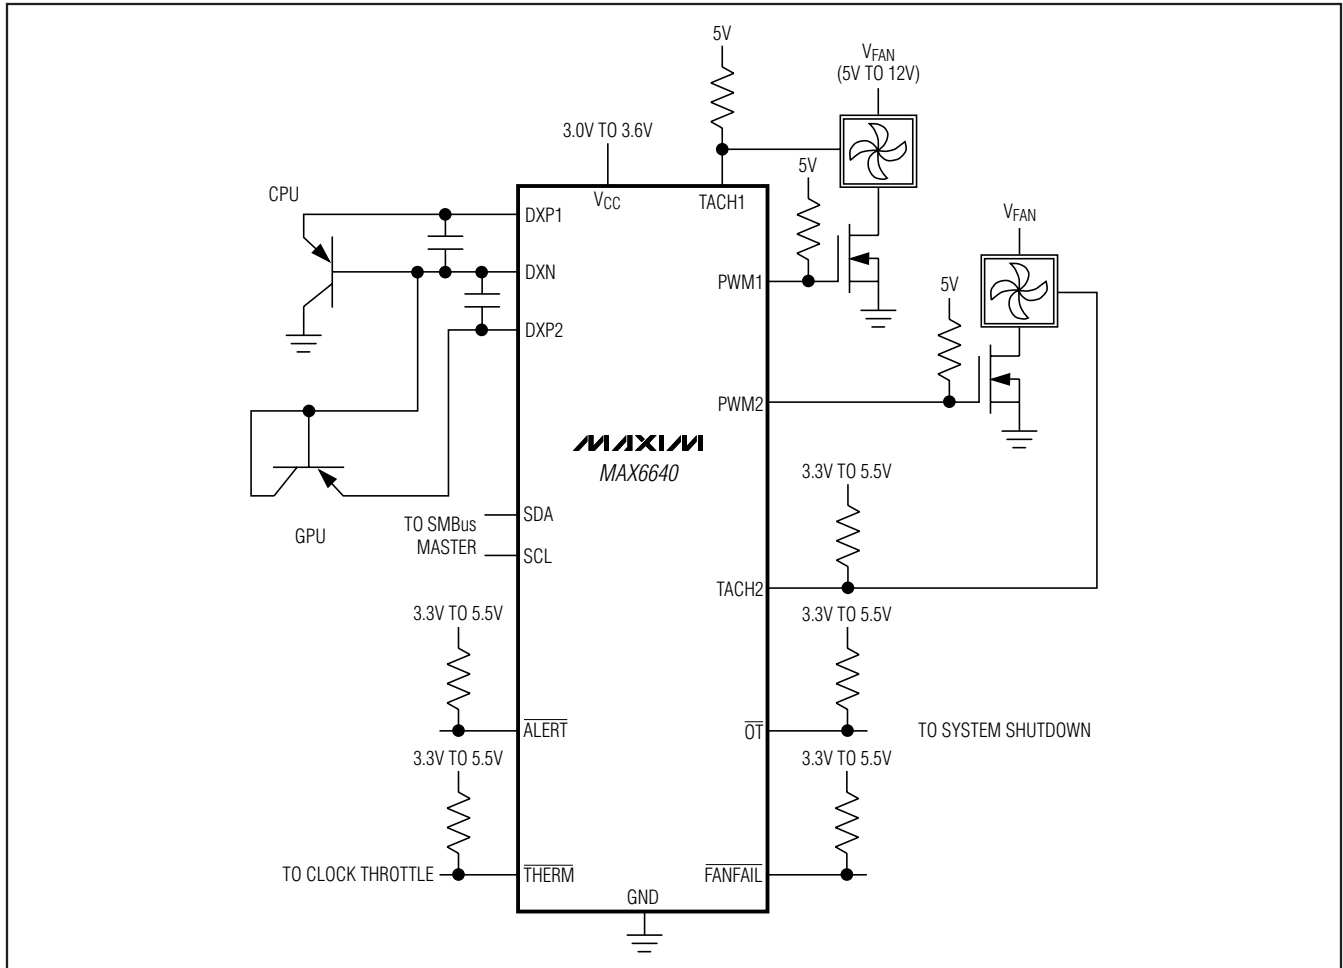 5V
VFAN
(5V TO 12V)
3.0V TO 3.6V
5V
CPU
VCC
TACH1
DXP1
VFAN
DXN
PWM1
5V
DXP2
PWM2
MAXIM
MAX6640
3.3V TO 5.5V
SDA
TO SMBus
MASTER
GPU
SCL
TACH2
3.3V TO 5.5V
3.3V TO 5.5V
ALERT
OT
TO SYSTEM SHUTDOWN
3.3V TO 5.5V
3.3V TO 5.5V
TO CLOCK THROTTLE
THERM
FANFAIL
GND